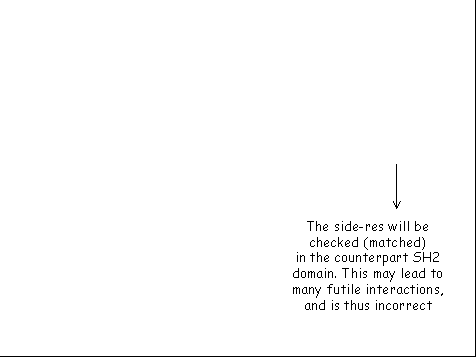 The side-res will be
checked (matched)
in the counterpart SH2
domain. This may lead to
many futile interactions,
and is thus incorrect